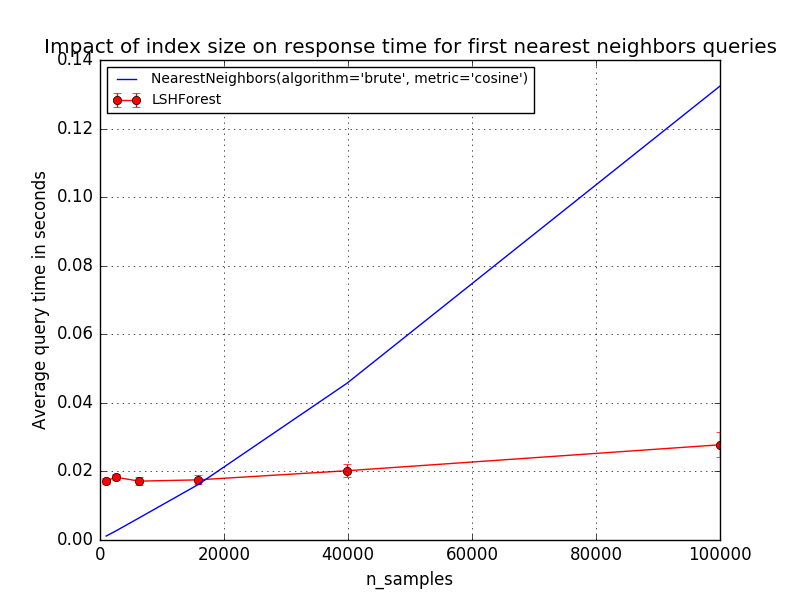 Impact of index size on response time for first nearest neighbors queries
NearestNeighbors(algorithm='brute', metric='cosine')
LSHForest
Average query time in seconds
0.14
0.12
0.10
0.08
0.06
0.04
0.02
0.00
0
20000
40000
60000
80000
100000
n_samples